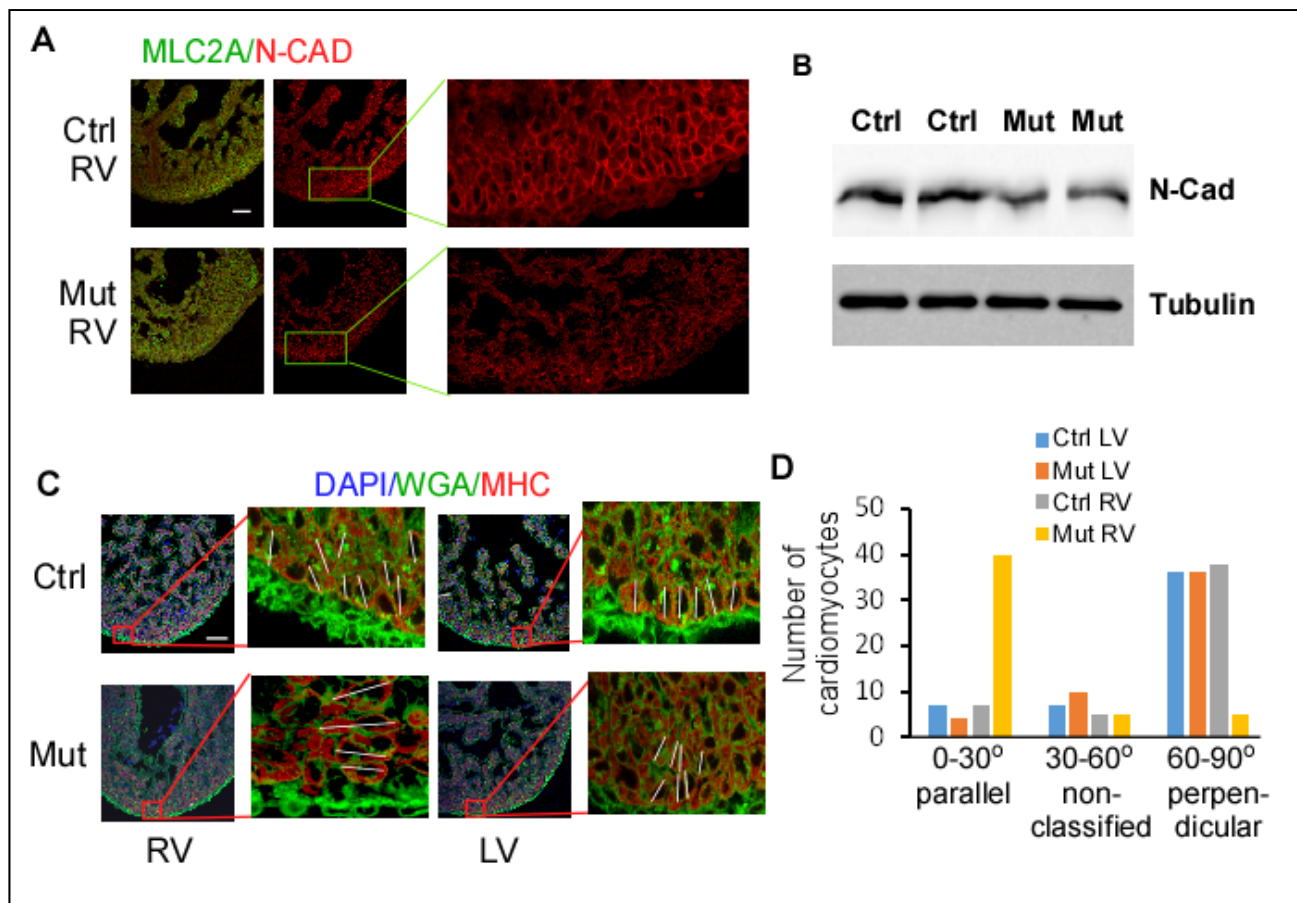 A
MLC2A/N-CAD
Ctrl
RV
Mut
RV
B
Ctrl Ctrl Mut Mut
N-Cad
Tubulin
C
DAPI/WGA/MHC
Ctrl
Mut
RV
LV
D
Ctrl LV
Mut LV
Ctrl RV
Mut RV
Number of
cardiomyocytes
50
40
30
20
10
0
0-30º
parallel
30-60º
non-
classified
60-90º
perpen-
dicular